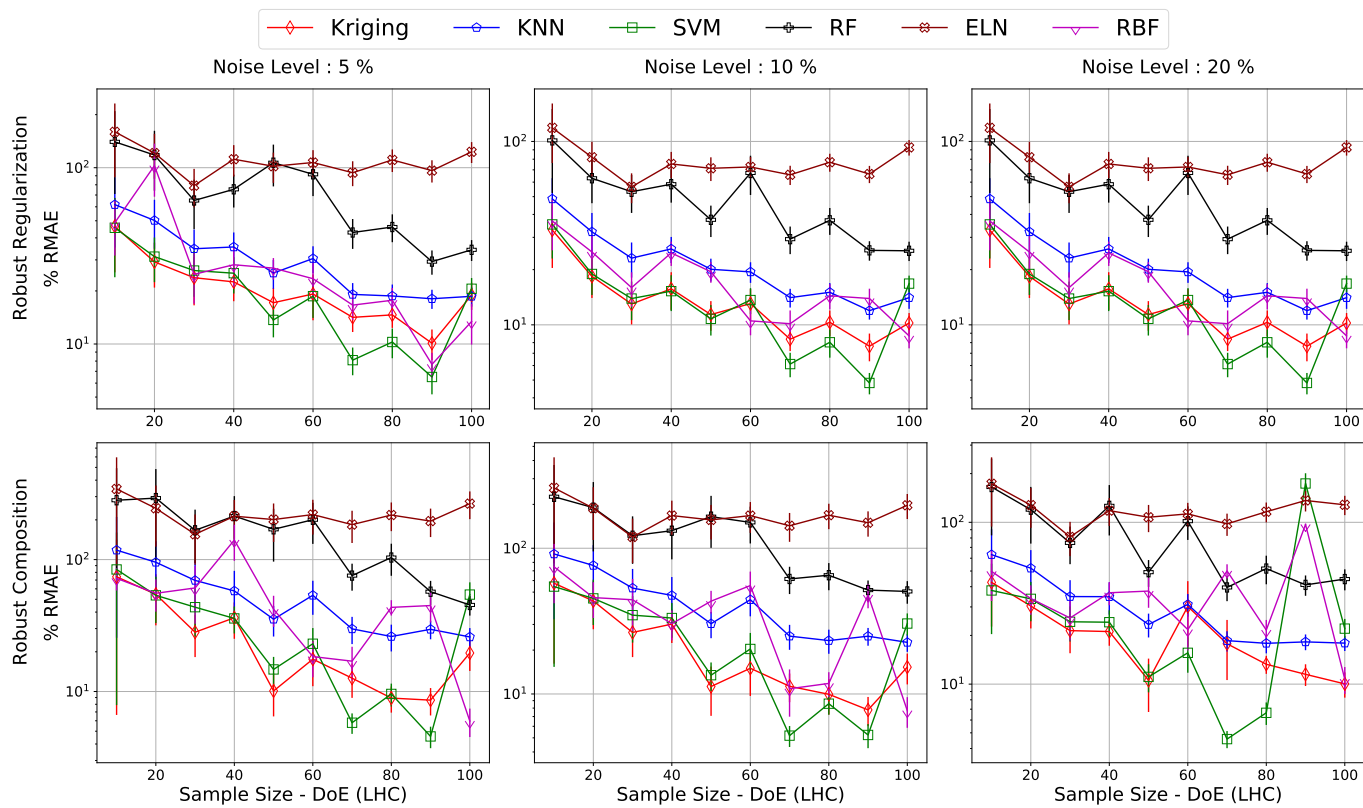 Kriging KNN SVM RF ELN RBF
Noise Level : 5 % Noise Level : 10 % Noise Level : 20 %
Robust Regularization
% RMAE
10²
10¹
20 40 60 80 100
10²
10¹
20 40 60 80 100
10²
10¹
20 40 60 80 100
Robust Composition
% RMAE
10²
10¹
20 40 60 80 100
Sample Size - DoE (LHC)
10²
10¹
20 40 60 80 100
Sample Size - DoE (LHC)
10²
10¹
20 40 60 80 100
Sample Size - DoE (LHC)